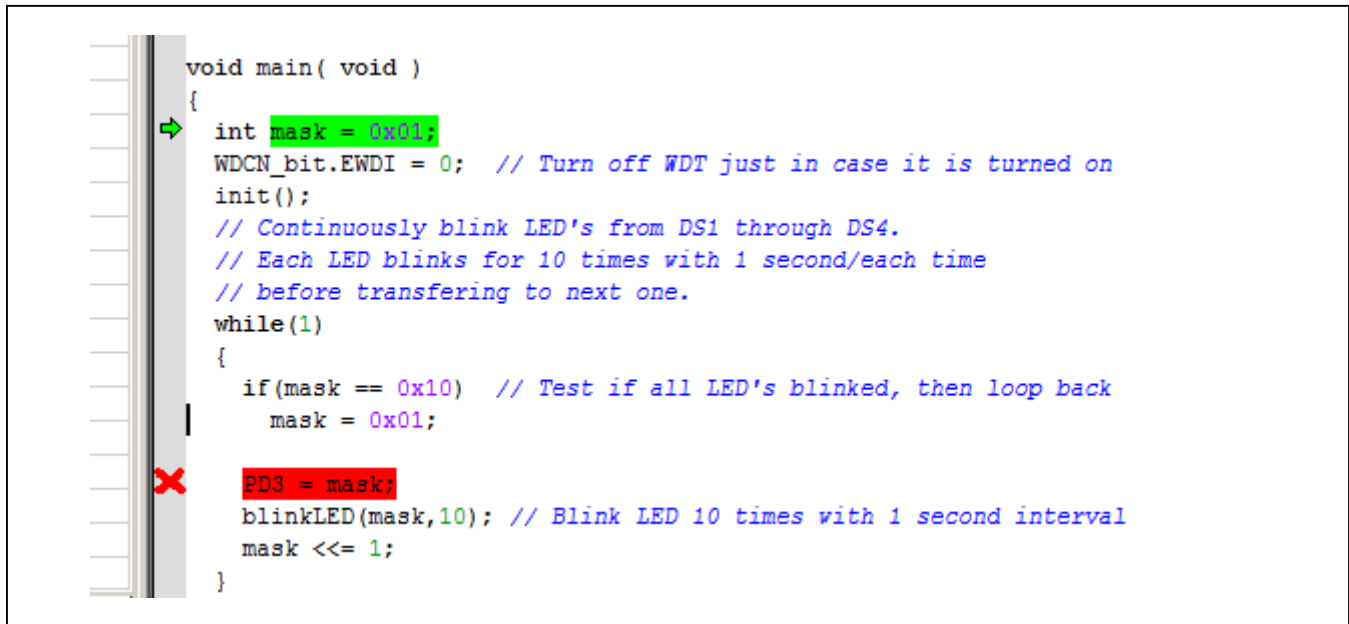 void main( void )
{
int mask = 0x01;
WDCN_bit.EWDI = 0;  // Turn off WDT just in case it is turned on
init();
// Continuously blink LED's from DS1 through DS4.
// Each LED blinks for 10 times with 1 second/each time
// before transfering to next one.
while(1)
{
if(mask == 0x10)  // Test if all LED's blinked, then loop back
mask = 0x01;
PD3 = mask;
blinkLED(mask,10); // Blink LED 10 times with 1 second interval
mask <<= 1;
}